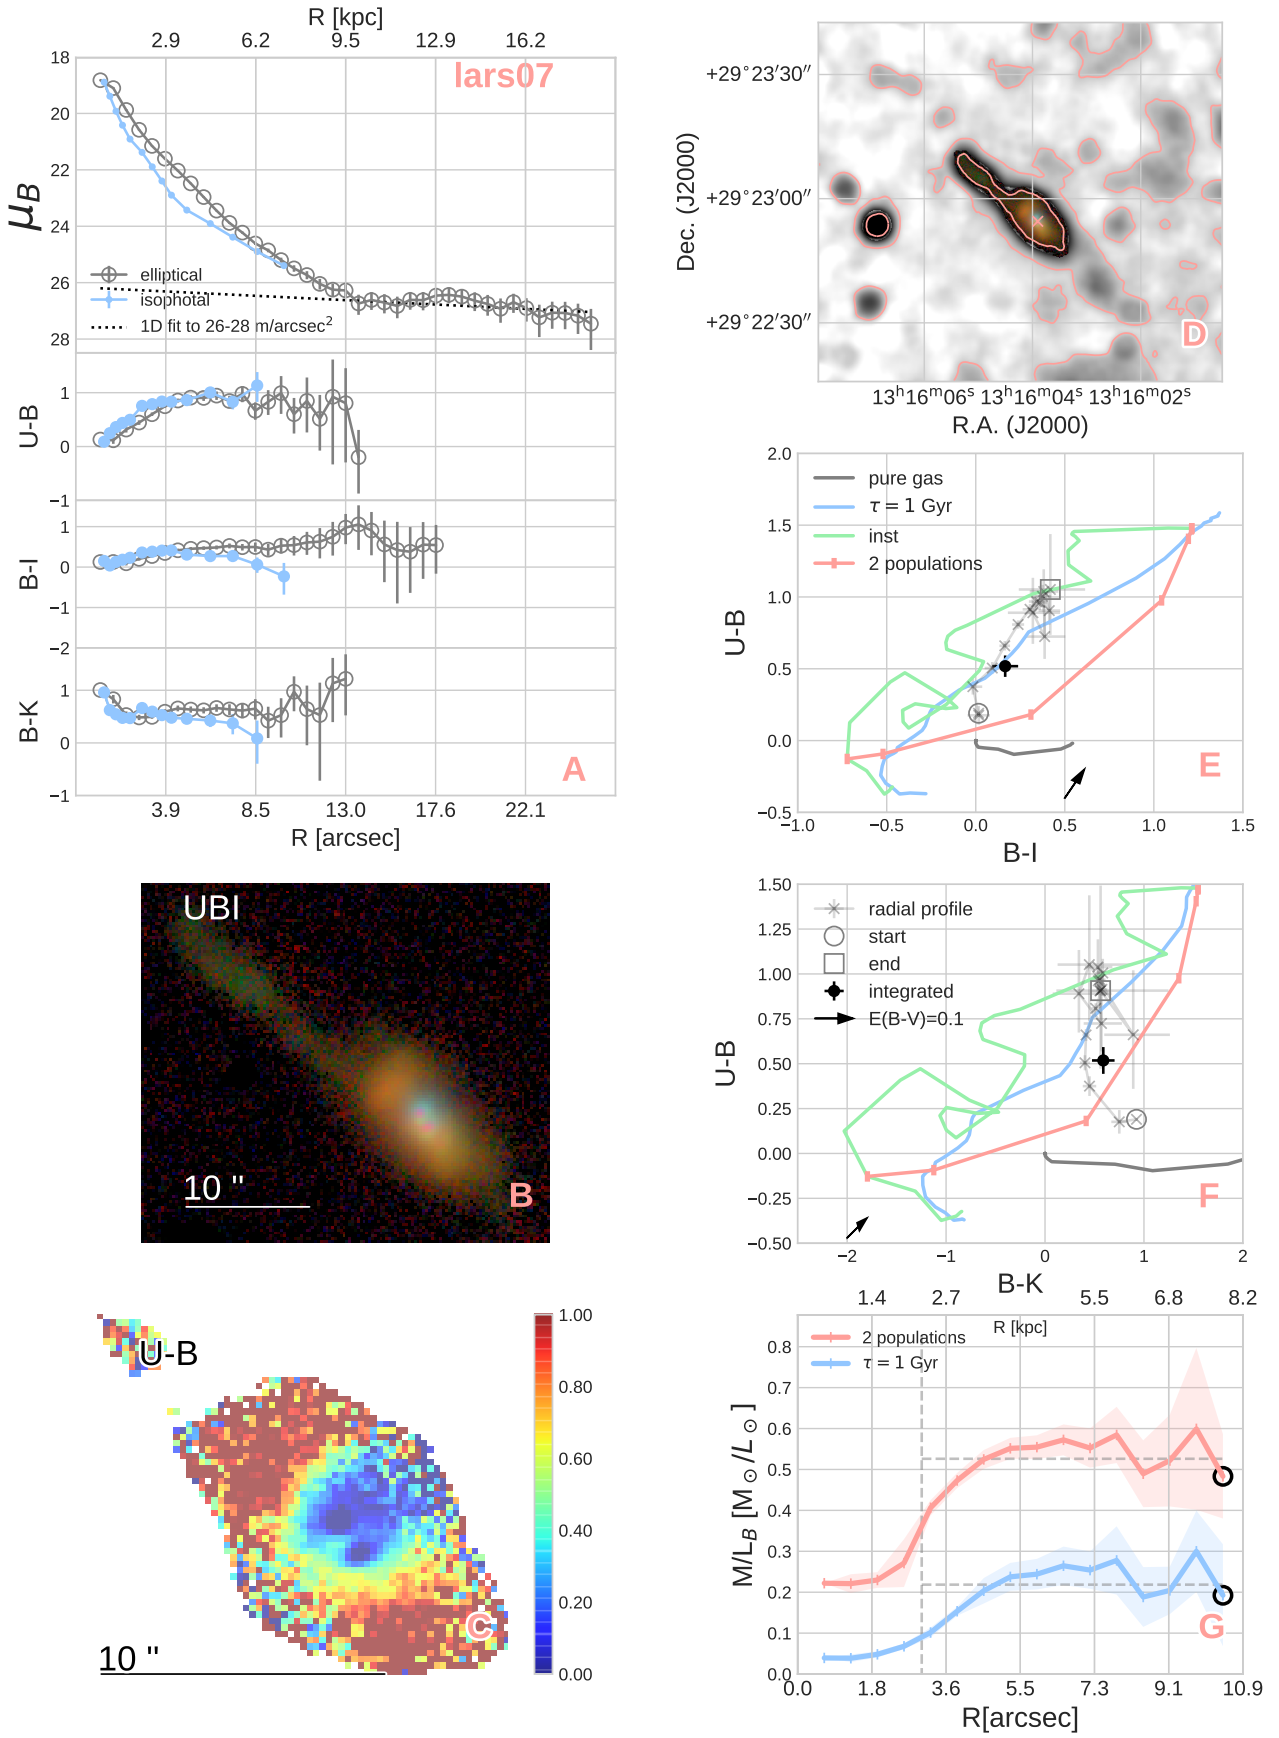 R [kpc]
2.9 6.2 9.5 12.9 16.2
lars07
18
20
22
24
26
28
μB
elliptical
isophotal
1D fit to 26-28 m/arcsec²
1
0
−1
U-B
1
0
−1
−2
B-I
1
0
−1
B-K
A
3.9 8.5 13.0 17.6 22.1
R [arcsec]
+29°23′30″
+29°23′00″
+29°22′30″
Dec. (J2000)
D
13ʰ16ᵐ06ˢ 13ʰ16ᵐ04ˢ 13ʰ16ᵐ02ˢ
R.A. (J2000)
2.0
1.5
1.0
0.5
0.0
−0.5
U-B
pure gas
τ = 1 Gyr
inst
2 populations
E
−1.0 −0.5 0.0 0.5 1.0 1.5
B-I
UBI
10 "
B
1.50
1.25
1.00
0.75
0.50
0.25
0.00
−0.25
−0.50
U-B
radial profile
start
end
integrated
E(B-V)=0.1
F
−2 −1 0 1 2
B-K
U-B
10 "
C
1.00
0.80
0.60
0.40
0.20
0.00
1.4 2.7 5.5 6.8 8.2
R [kpc]
2 populations
τ = 1 Gyr
0.8
0.7
0.6
0.5
0.4
0.3
0.2
0.1
0.0
M/LB [M⊙/L⊙]
G
0.0 1.8 3.6 5.5 7.3 9.1 10.9
R[arcsec]